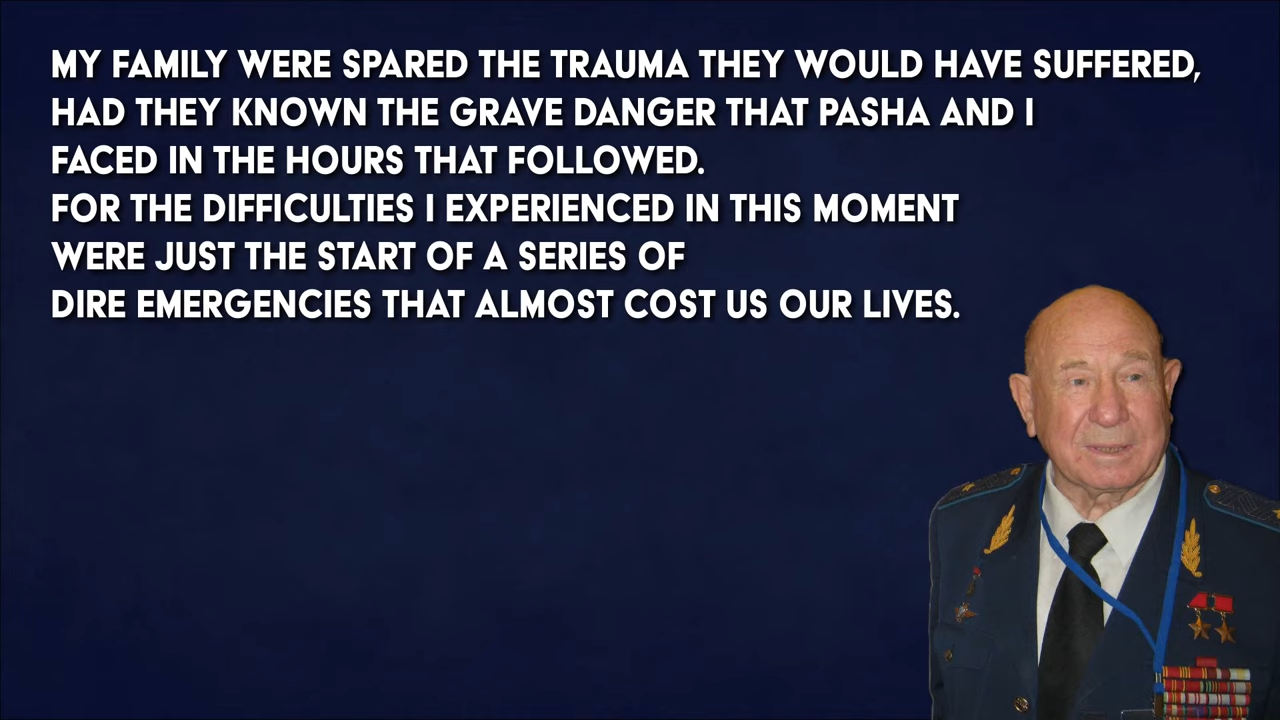 MY FAMILY WERE SPARED THE TRAUMA THEY WOULD HAVE SUFFERED,
HAD THEY KNOWN THE GRAVE DANGER THAT PASHA AND I
FACED IN THE HOURS THAT FOLLOWED.
FOR THE DIFFICULTIES I EXPERIENCED IN THIS MOMENT
WERE JUST THE START OF A SERIES OF
DIRE EMERGENCIES THAT ALMOST COST US OUR LIVES.